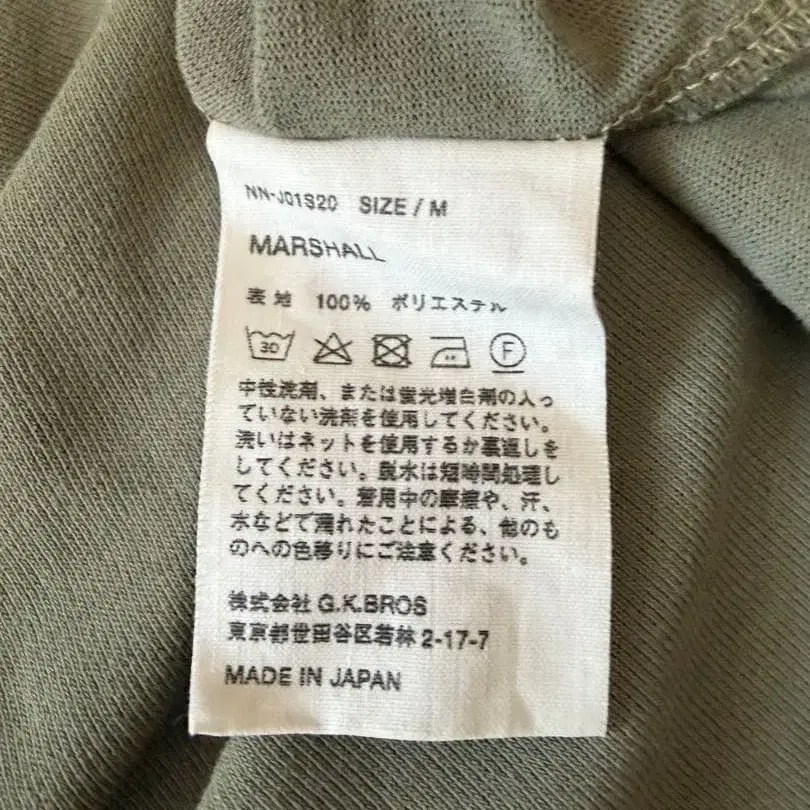 NN-J01S20 SIZE / M
MARSHALL
表地 100% ポリエステル
30 F
中性洗剤、または蛍光増白剤の入っ
ていない洗剤を使用してください。
洗いはネットを使用するか裏返しを
してください。脱水は短時間処理し
てください。着用中の摩擦や、汗、
水などで濡れたことによる、他のも
のへの色移りにご注意ください。
株式会社 G.K.BROS
東京都世田谷区若林 2-17-7
MADE IN JAPAN